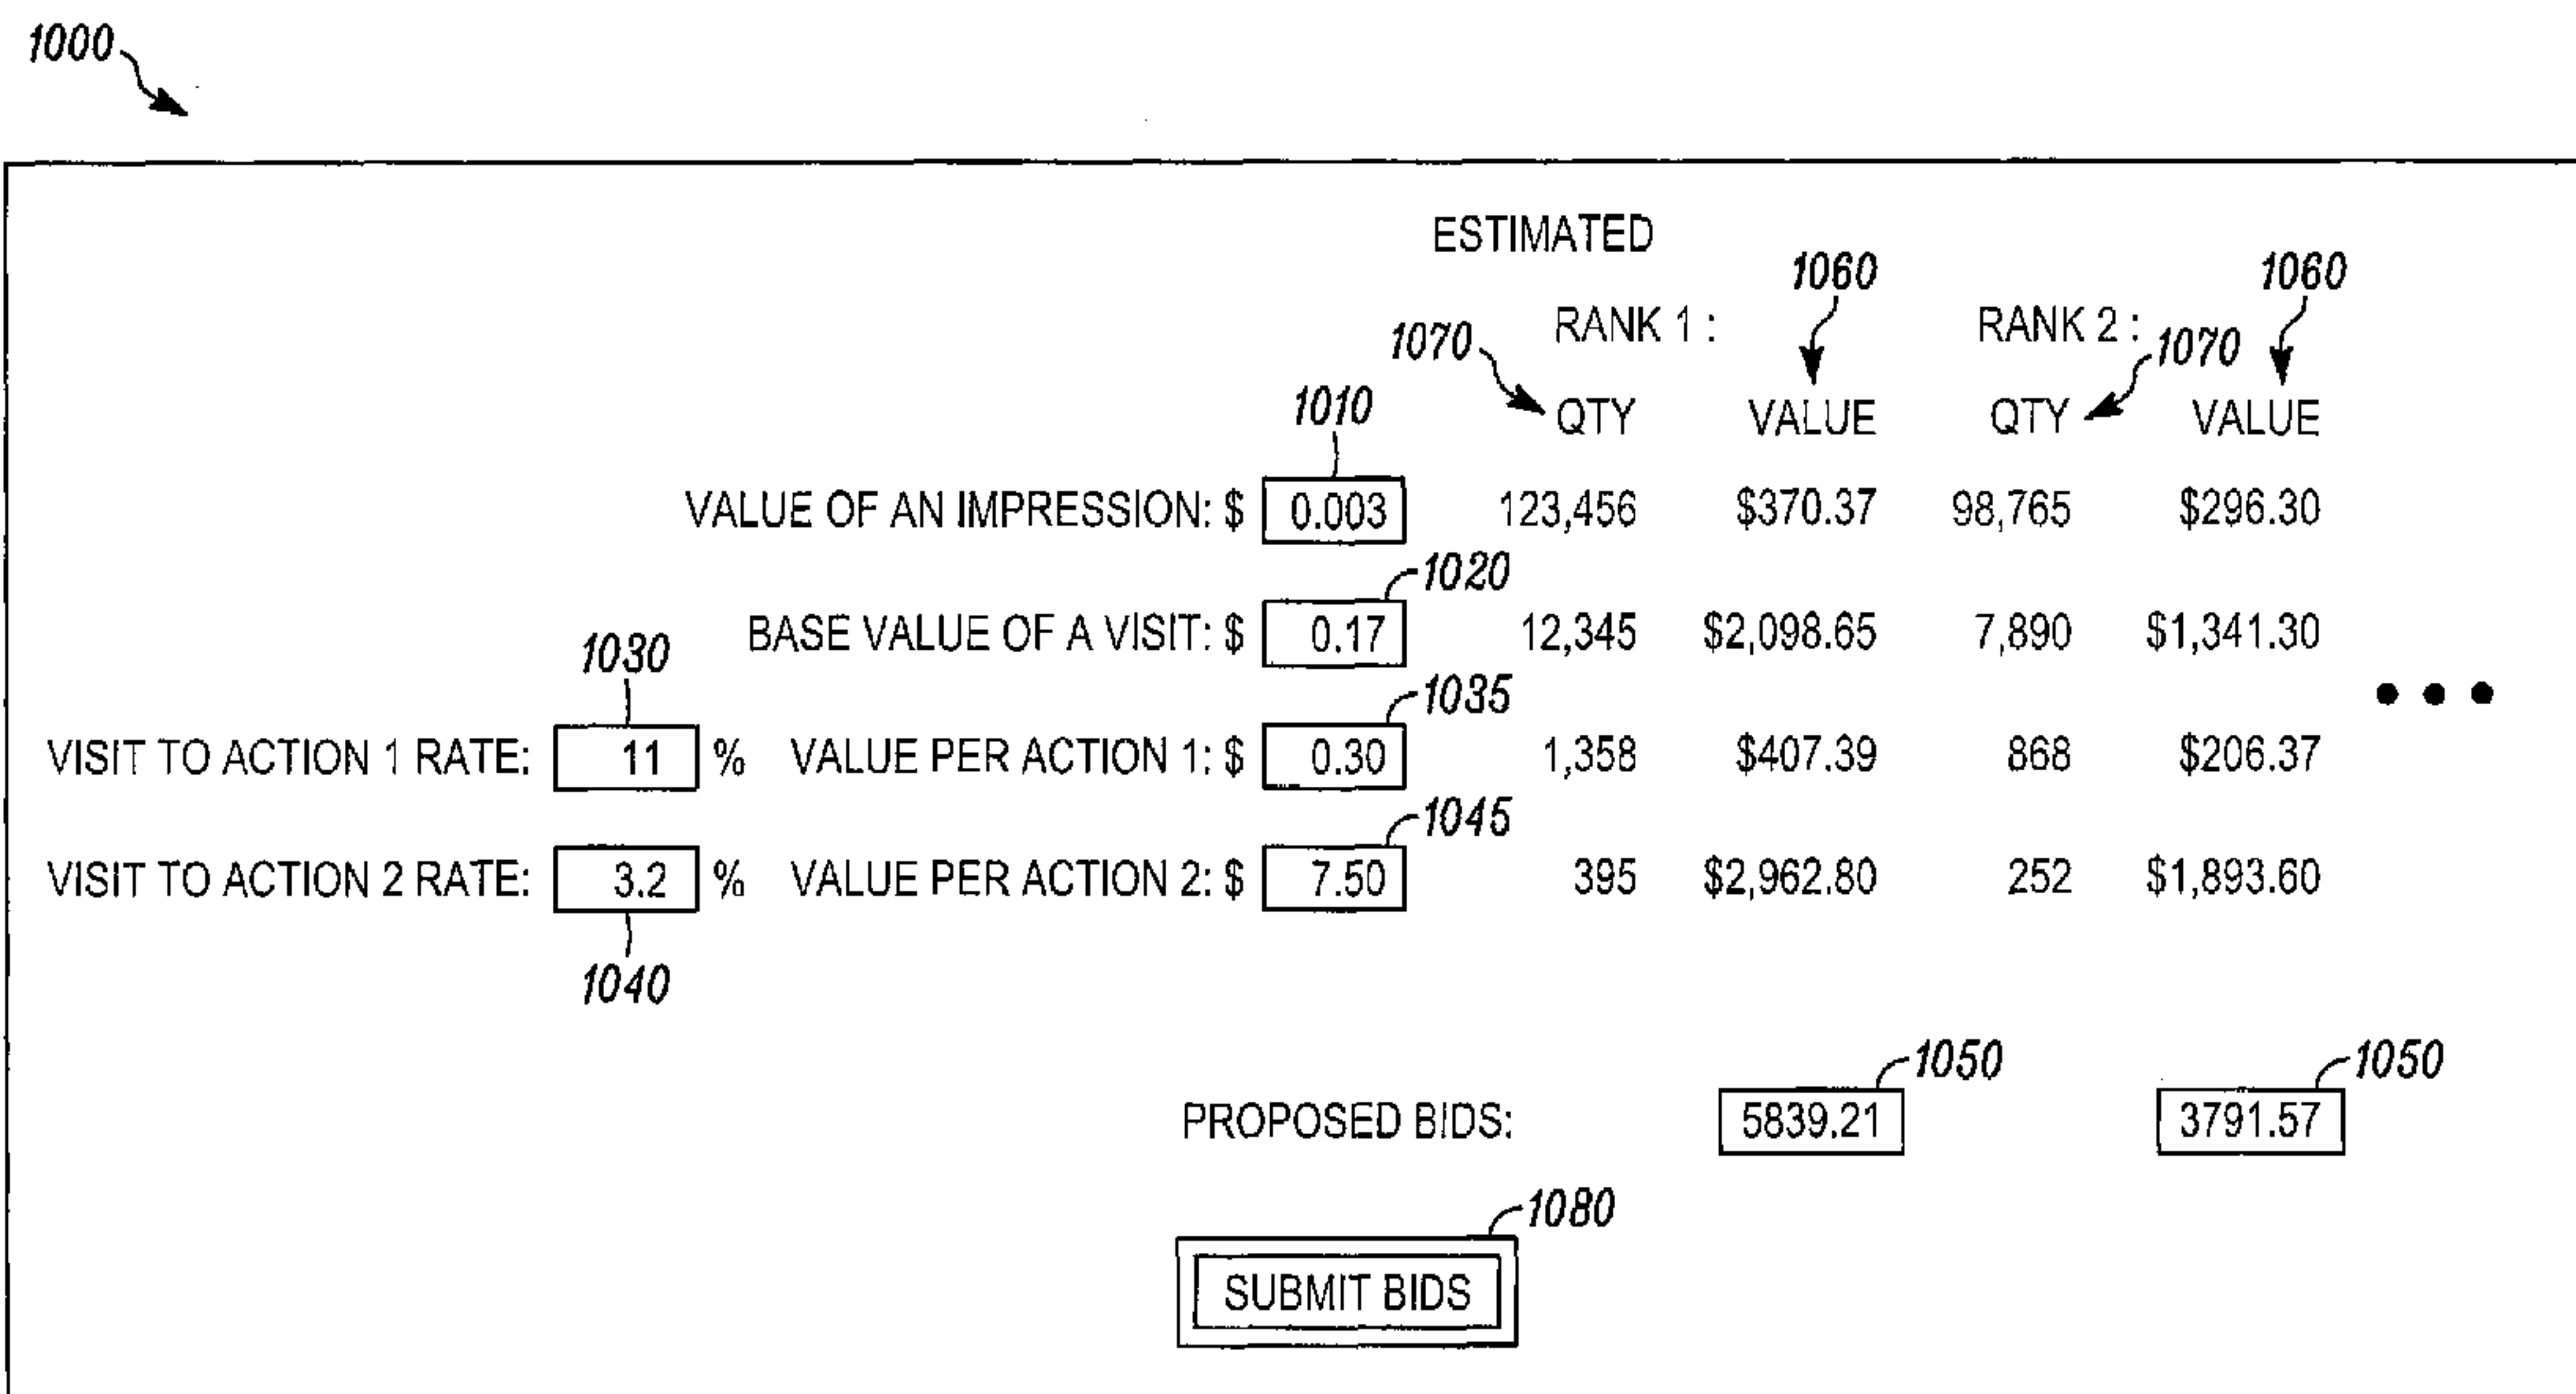 1000
ESTIMATED
1060 1060
RANK 1 : RANK 2 :
1070 1070
1010 QTY VALUE QTY VALUE
VALUE OF AN IMPRESSION: $ 0.003 123,456 $370.37 98,765 $296.30
1020
BASE VALUE OF A VISIT: $ 0.17 12,345 $2,098.65 7,890 $1,341.30
1030
1035
VISIT TO ACTION 1 RATE: 11 % VALUE PER ACTION 1: $ 0.30 1,358 $407.39 868 $206.37
1045
VISIT TO ACTION 2 RATE: 3.2 % VALUE PER ACTION 2: $ 7.50 395 $2,962.80 252 $1,893.60
1040
1050 1050
PROPOSED BIDS: 5839.21 3791.57
1080
SUBMIT BIDS